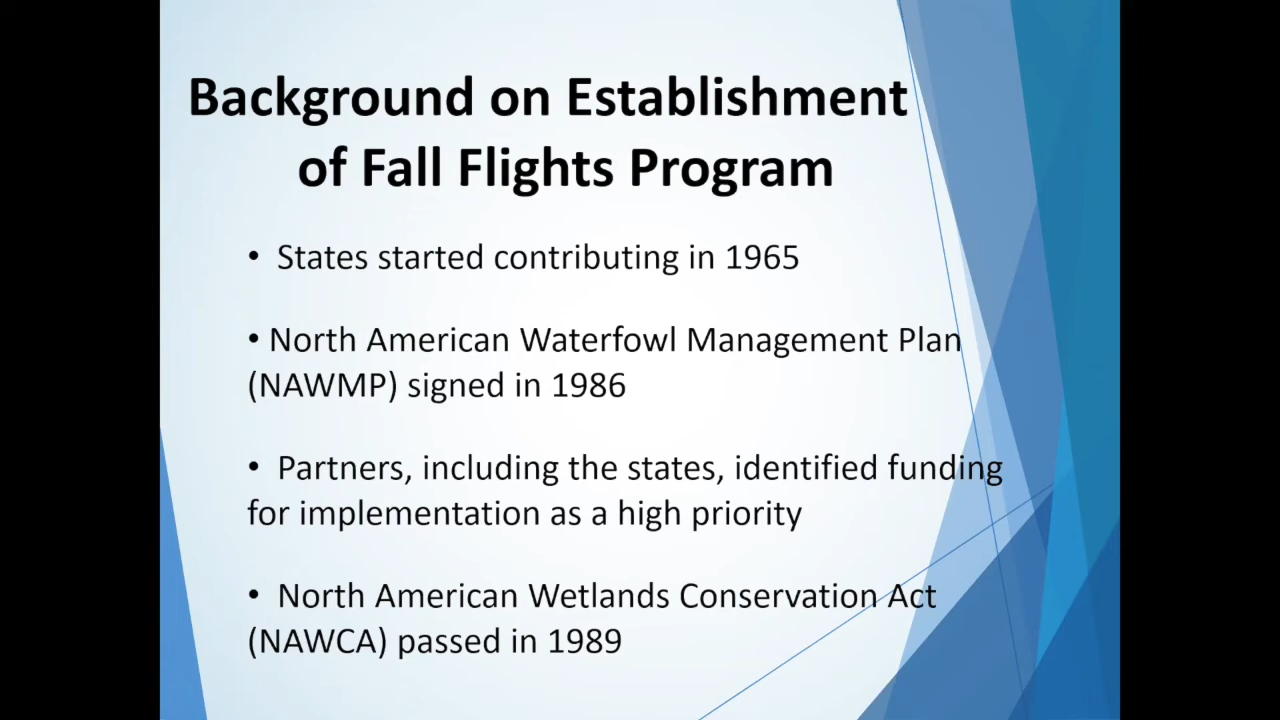 Background on Establishment
of Fall Flights Program
• States started contributing in 1965
• North American Waterfowl Management Plan
(NAWMP) signed in 1986
• Partners, including the states, identified funding
for implementation as a high priority
• North American Wetlands Conservation Act
(NAWCA) passed in 1989